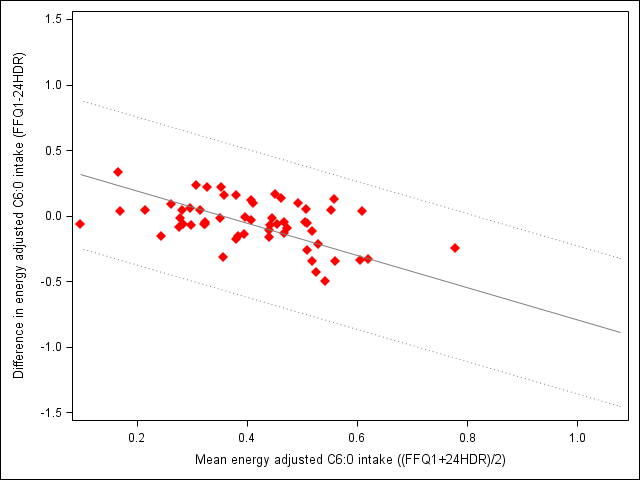 Difference in energy adjusted C6:0 intake (FFQ1-24HDR)
1.5
1.0
0.5
0.0
-0.5
-1.0
-1.5
0.2 0.4 0.6 0.8 1.0
Mean energy adjusted C6:0 intake ((FFQ1+24HDR)/2)